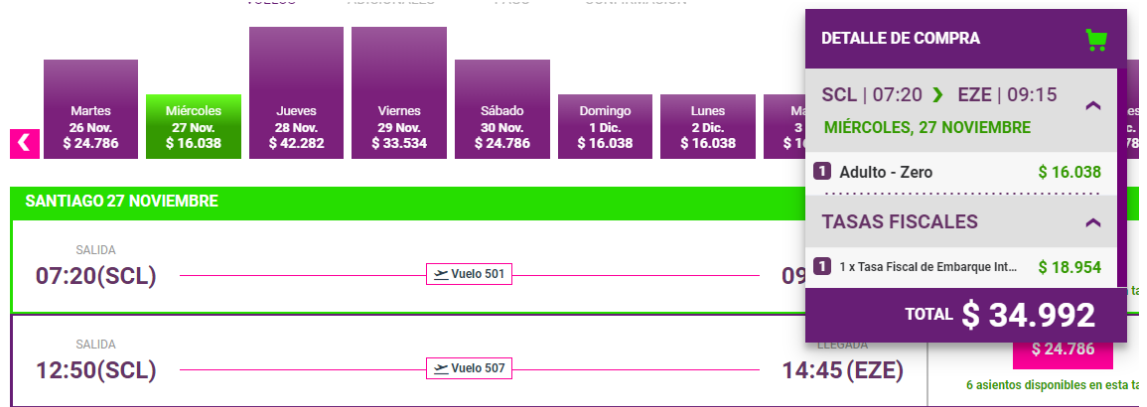 VUELOS ADICIONALES PAGO CONFIRMACIÓN
Martes
26 Nov.
$ 24.786
Miércoles
27 Nov.
$ 16.038
Jueves
28 Nov.
$ 42.282
Viernes
29 Nov.
$ 33.534
Sábado
30 Nov.
$ 24.786
Domingo
1 Dic.
$ 16.038
Lunes
2 Dic.
$ 16.038
DETALLE DE COMPRA
SCL | 07:20 EZE | 09:15
MIÉRCOLES, 27 NOVIEMBRE
1 Adulto - Zero $ 16.038
TASAS FISCALES
1 1 x Tasa Fiscal de Embarque Int... $ 18.954
TOTAL $ 34.992
SANTIAGO 27 NOVIEMBRE
SALIDA
07:20(SCL)
Vuelo 501
SALIDA
12:50(SCL)
Vuelo 507
LLEGADA
14:45(EZE)
$ 24.786
6 asientos disponibles en esta